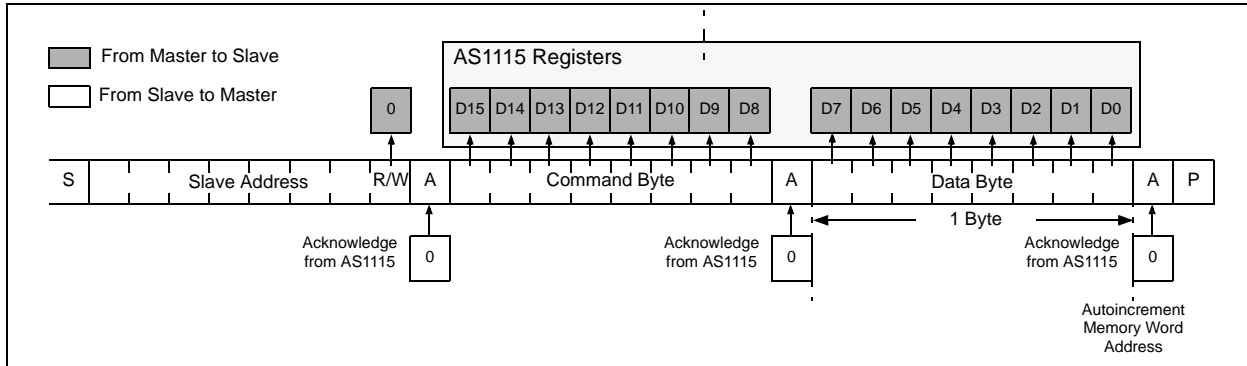 From Master to Slave
From Slave to Master
AS1115 Registers
0 D15 D14 D13 D12 D11 D10 D9 D8 D7 D6 D5 D4 D3 D2 D1 D0
S Slave Address R/W A Command Byte A Data Byte A P
1 Byte
Acknowledge
from AS1115
0
Acknowledge
from AS1115
0
Acknowledge
from AS1115
0
Autoincrement
Memory Word
Address